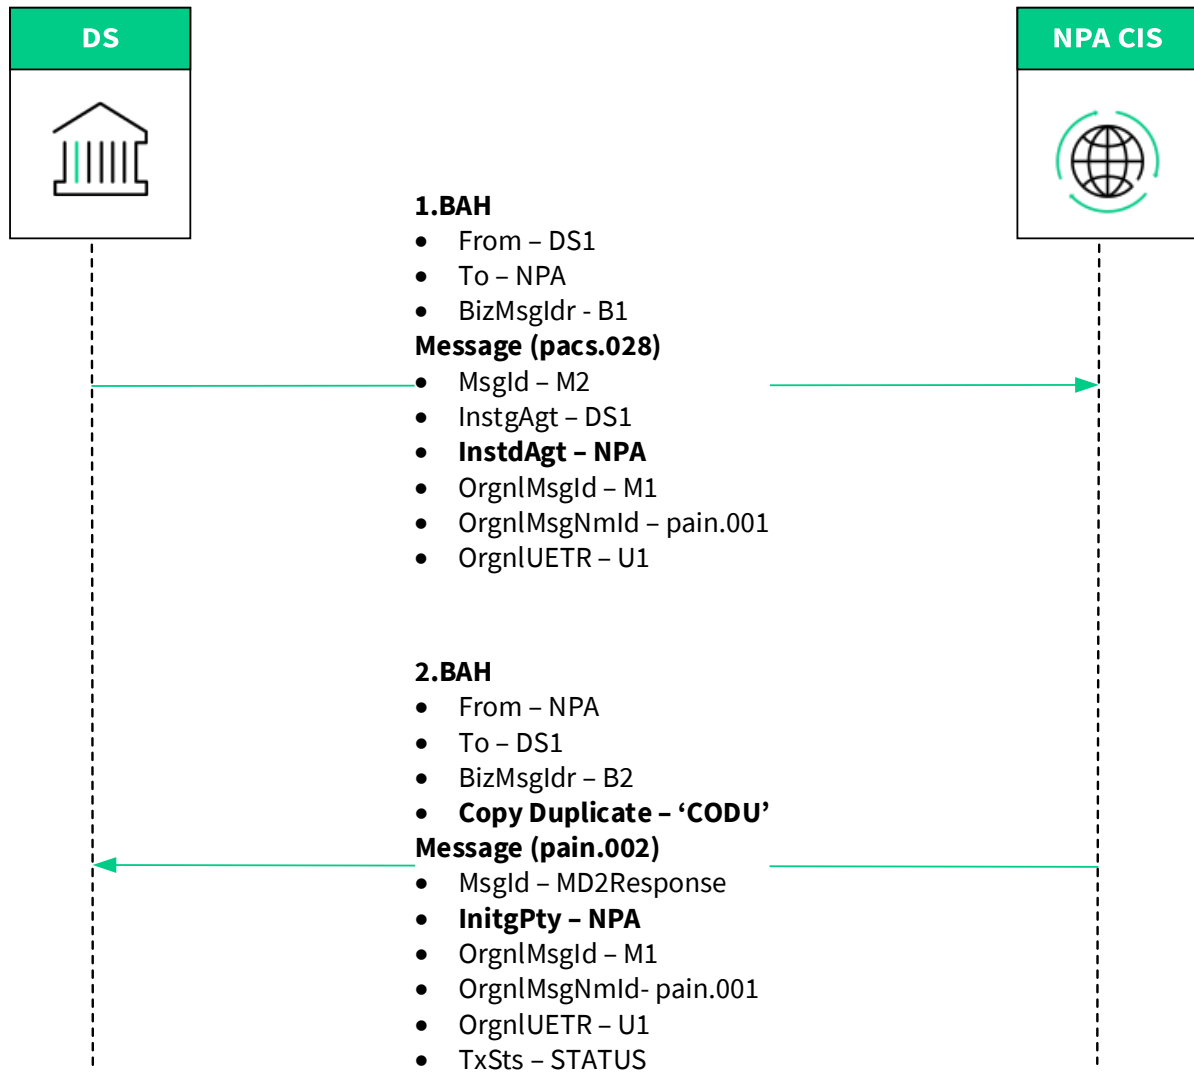 DS
NPA CIS
1.BAH
• From – DS1
• To – NPA
• BizMsgIdr - B1
Message (pacs.028)
• MsgId – M2
• InstgAgt – DS1
• InstdAgt – NPA
• OrgnlMsgId – M1
• OrgnlMsgNmId – pain.001
• OrgnlUETR – U1
2.BAH
• From – NPA
• To – DS1
• BizMsgIdr – B2
• Copy Duplicate – ‘CODU’
Message (pain.002)
• MsgId – MD2Response
• InitgPty – NPA
• OrgnlMsgId – M1
• OrgnlMsgNmId- pain.001
• OrgnlUETR – U1
• TxSts – STATUS